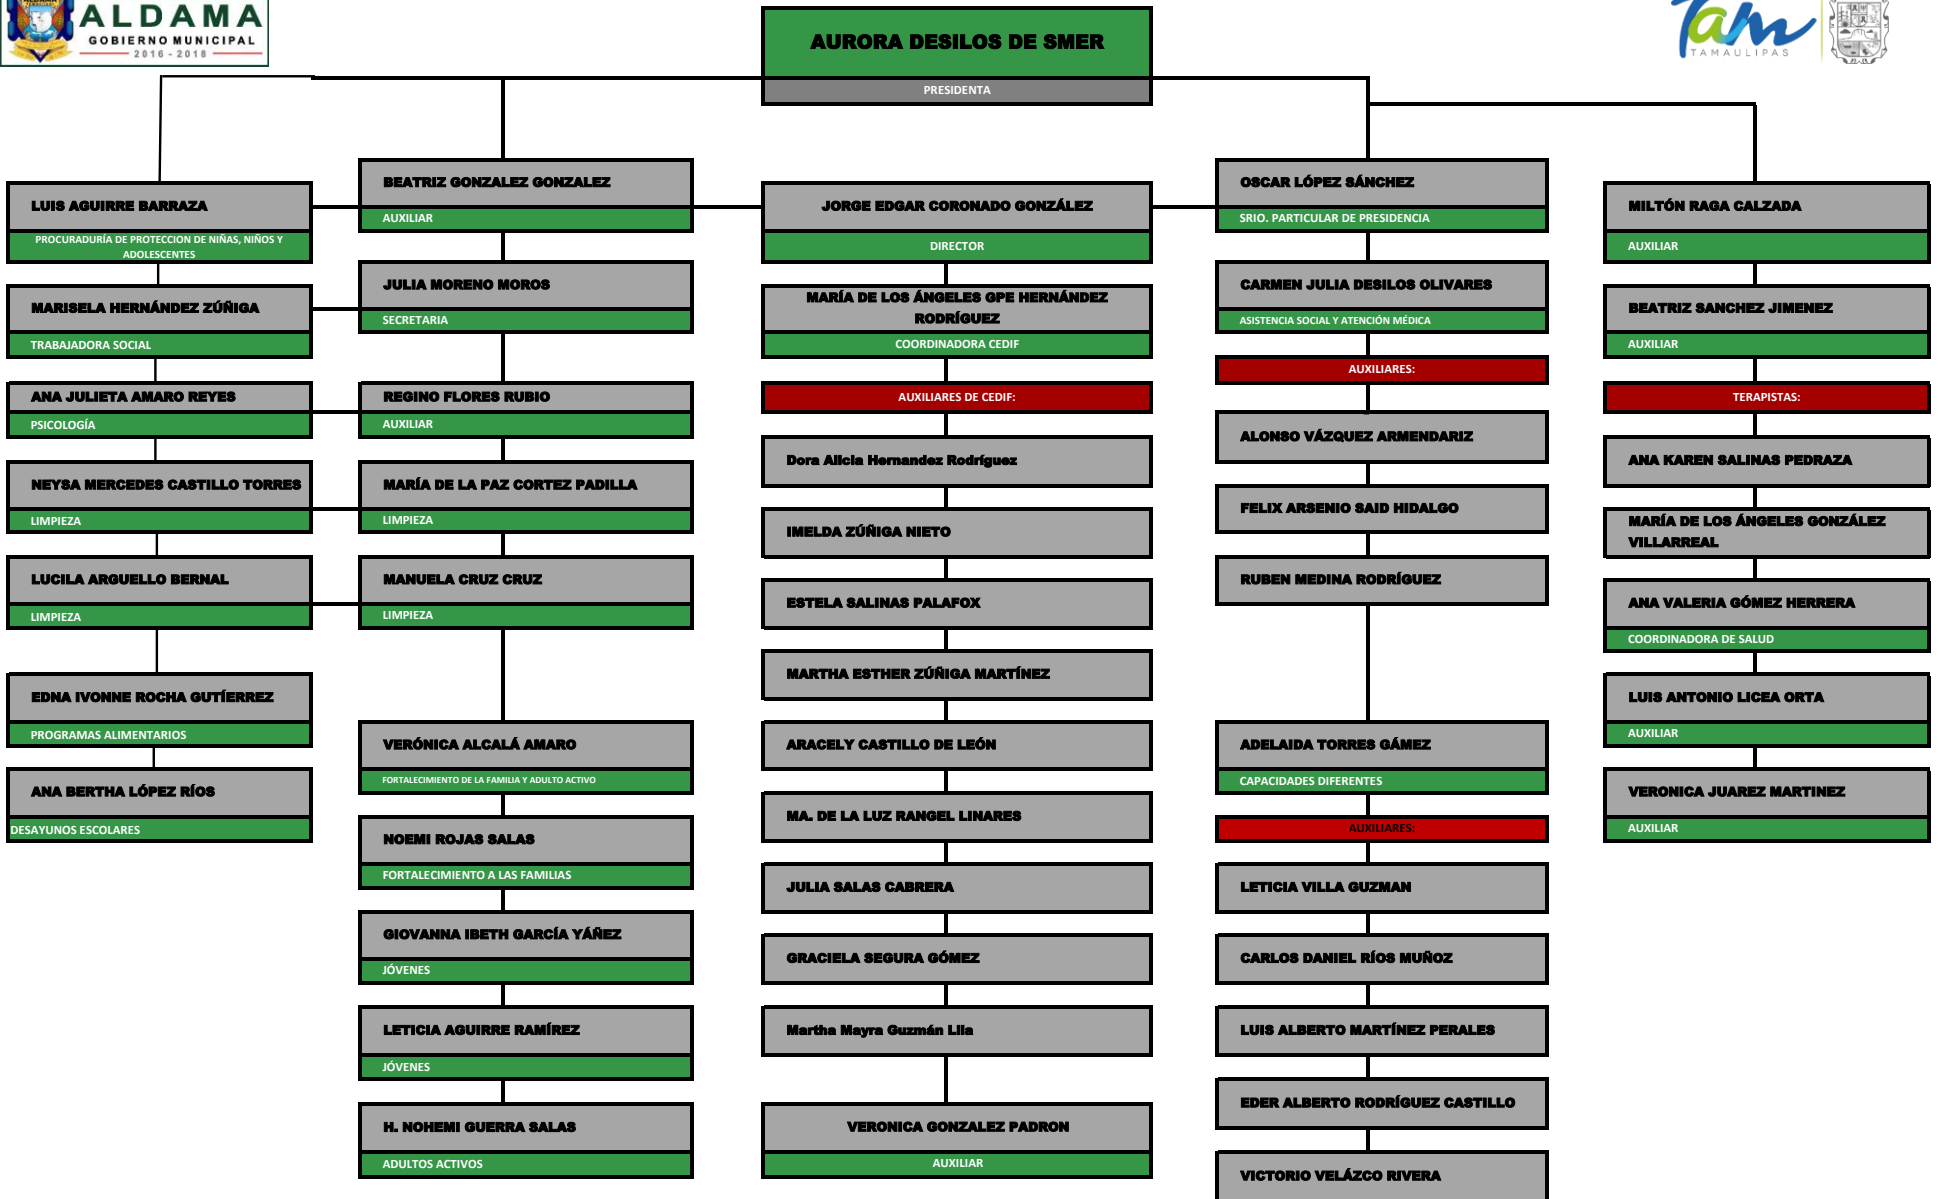 ALDAMA
GOBIERNO MUNICIPAL
2016 - 2018
AURORA DESILOS DE SMER
PRESIDENTA
Tam
TAMAULIPAS
LUIS AGUIRRE BARRAZA
PROCURADURÍA DE PROTECCION DE NIÑAS, NIÑOS Y
ADOLESCENTES
MARISELA HERNÁNDEZ ZÚÑIGA
TRABAJADORA SOCIAL
ANA JULIETA AMARO REYES
PSICOLOGÍA
NEYSA MERCEDES CASTILLO TORRES
LIMPIEZA
LUCILA ARGUELLO BERNAL
LIMPIEZA
EDNA IVONNE ROCHA GUTÍERREZ
PROGRAMAS ALIMENTARIOS
ANA BERTHA LÓPEZ RÍOS
DESAYUNOS ESCOLARES
BEATRIZ GONZALEZ GONZALEZ
AUXILIAR
JULIA MORENO MOROS
SECRETARIA
REGINO FLORES RUBIO
AUXILIAR
MARÍA DE LA PAZ CORTEZ PADILLA
LIMPIEZA
MANUELA CRUZ CRUZ
LIMPIEZA
VERÓNICA ALCALÁ AMARO
FORTALECIMIENTO DE LA FAMILIA Y ADULTO ACTIVO
NOEMI ROJAS SALAS
FORTALECIMIENTO A LAS FAMILIAS
GIOVANNA IBETH GARCÍA YÁÑEZ
JÓVENES
LETICIA AGUIRRE RAMÍREZ
JÓVENES
H. NOHEMI GUERRA SALAS
ADULTOS ACTIVOS
JORGE EDGAR CORONADO GONZÁLEZ
DIRECTOR
MARÍA DE LOS ÁNGELES GPE HERNÁNDEZ
RODRÍGUEZ
COORDINADORA CEDIF
AUXILIARES DE CEDIF:
Dora Alicia Hernandez Rodríguez
IMELDA ZÚÑIGA NIETO
ESTELA SALINAS PALAFOX
MARTHA ESTHER ZÚÑIGA MARTÍNEZ
ARACELY CASTILLO DE LEÓN
MA. DE LA LUZ RANGEL LINARES
JULIA SALAS CABRERA
GRACIELA SEGURA GÓMEZ
Martha Mayra Guzmán Lila
VERONICA GONZALEZ PADRON
AUXILIAR
OSCAR LÓPEZ SÁNCHEZ
SRIO. PARTICULAR DE PRESIDENCIA
CARMEN JULIA DESILOS OLIVARES
ASISTENCIA SOCIAL Y ATENCIÓN MÉDICA
AUXILIARES:
ALONSO VÁZQUEZ ARMENDARIZ
FELIX ARSENIO SAID HIDALGO
RUBEN MEDINA RODRÍGUEZ
ADELAIDA TORRES GÁMEZ
CAPACIDADES DIFERENTES
AUXILIARES:
LETICIA VILLA GUZMAN
CARLOS DANIEL RÍOS MUÑOZ
LUIS ALBERTO MARTÍNEZ PERALES
EDER ALBERTO RODRÍGUEZ CASTILLO
VICTORIO VELÁZCO RIVERA
MILTÓN RAGA CALZADA
AUXILIAR
BEATRIZ SANCHEZ JIMENEZ
AUXILIAR
TERAPISTAS:
ANA KAREN SALINAS PEDRAZA
MARÍA DE LOS ÁNGELES GONZÁLEZ
VILLARREAL
ANA VALERIA GÓMEZ HERRERA
COORDINADORA DE SALUD
LUIS ANTONIO LICEA ORTA
AUXILIAR
VERONICA JUAREZ MARTINEZ
AUXILIAR